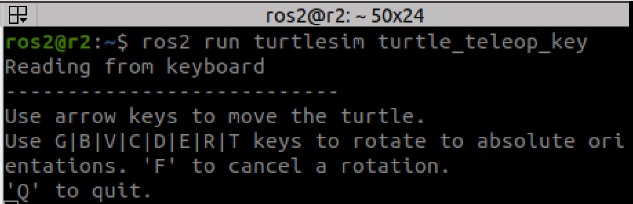 ros2@r2: ~ 50x24
ros2@r2:~$ ros2 run turtlesim turtle_teleop_key
Reading from keyboard
---------------------------
Use arrow keys to move the turtle.
Use G|B|V|C|D|E|R|T keys to rotate to absolute ori
entations. 'F' to cancel a rotation.
'Q' to quit.